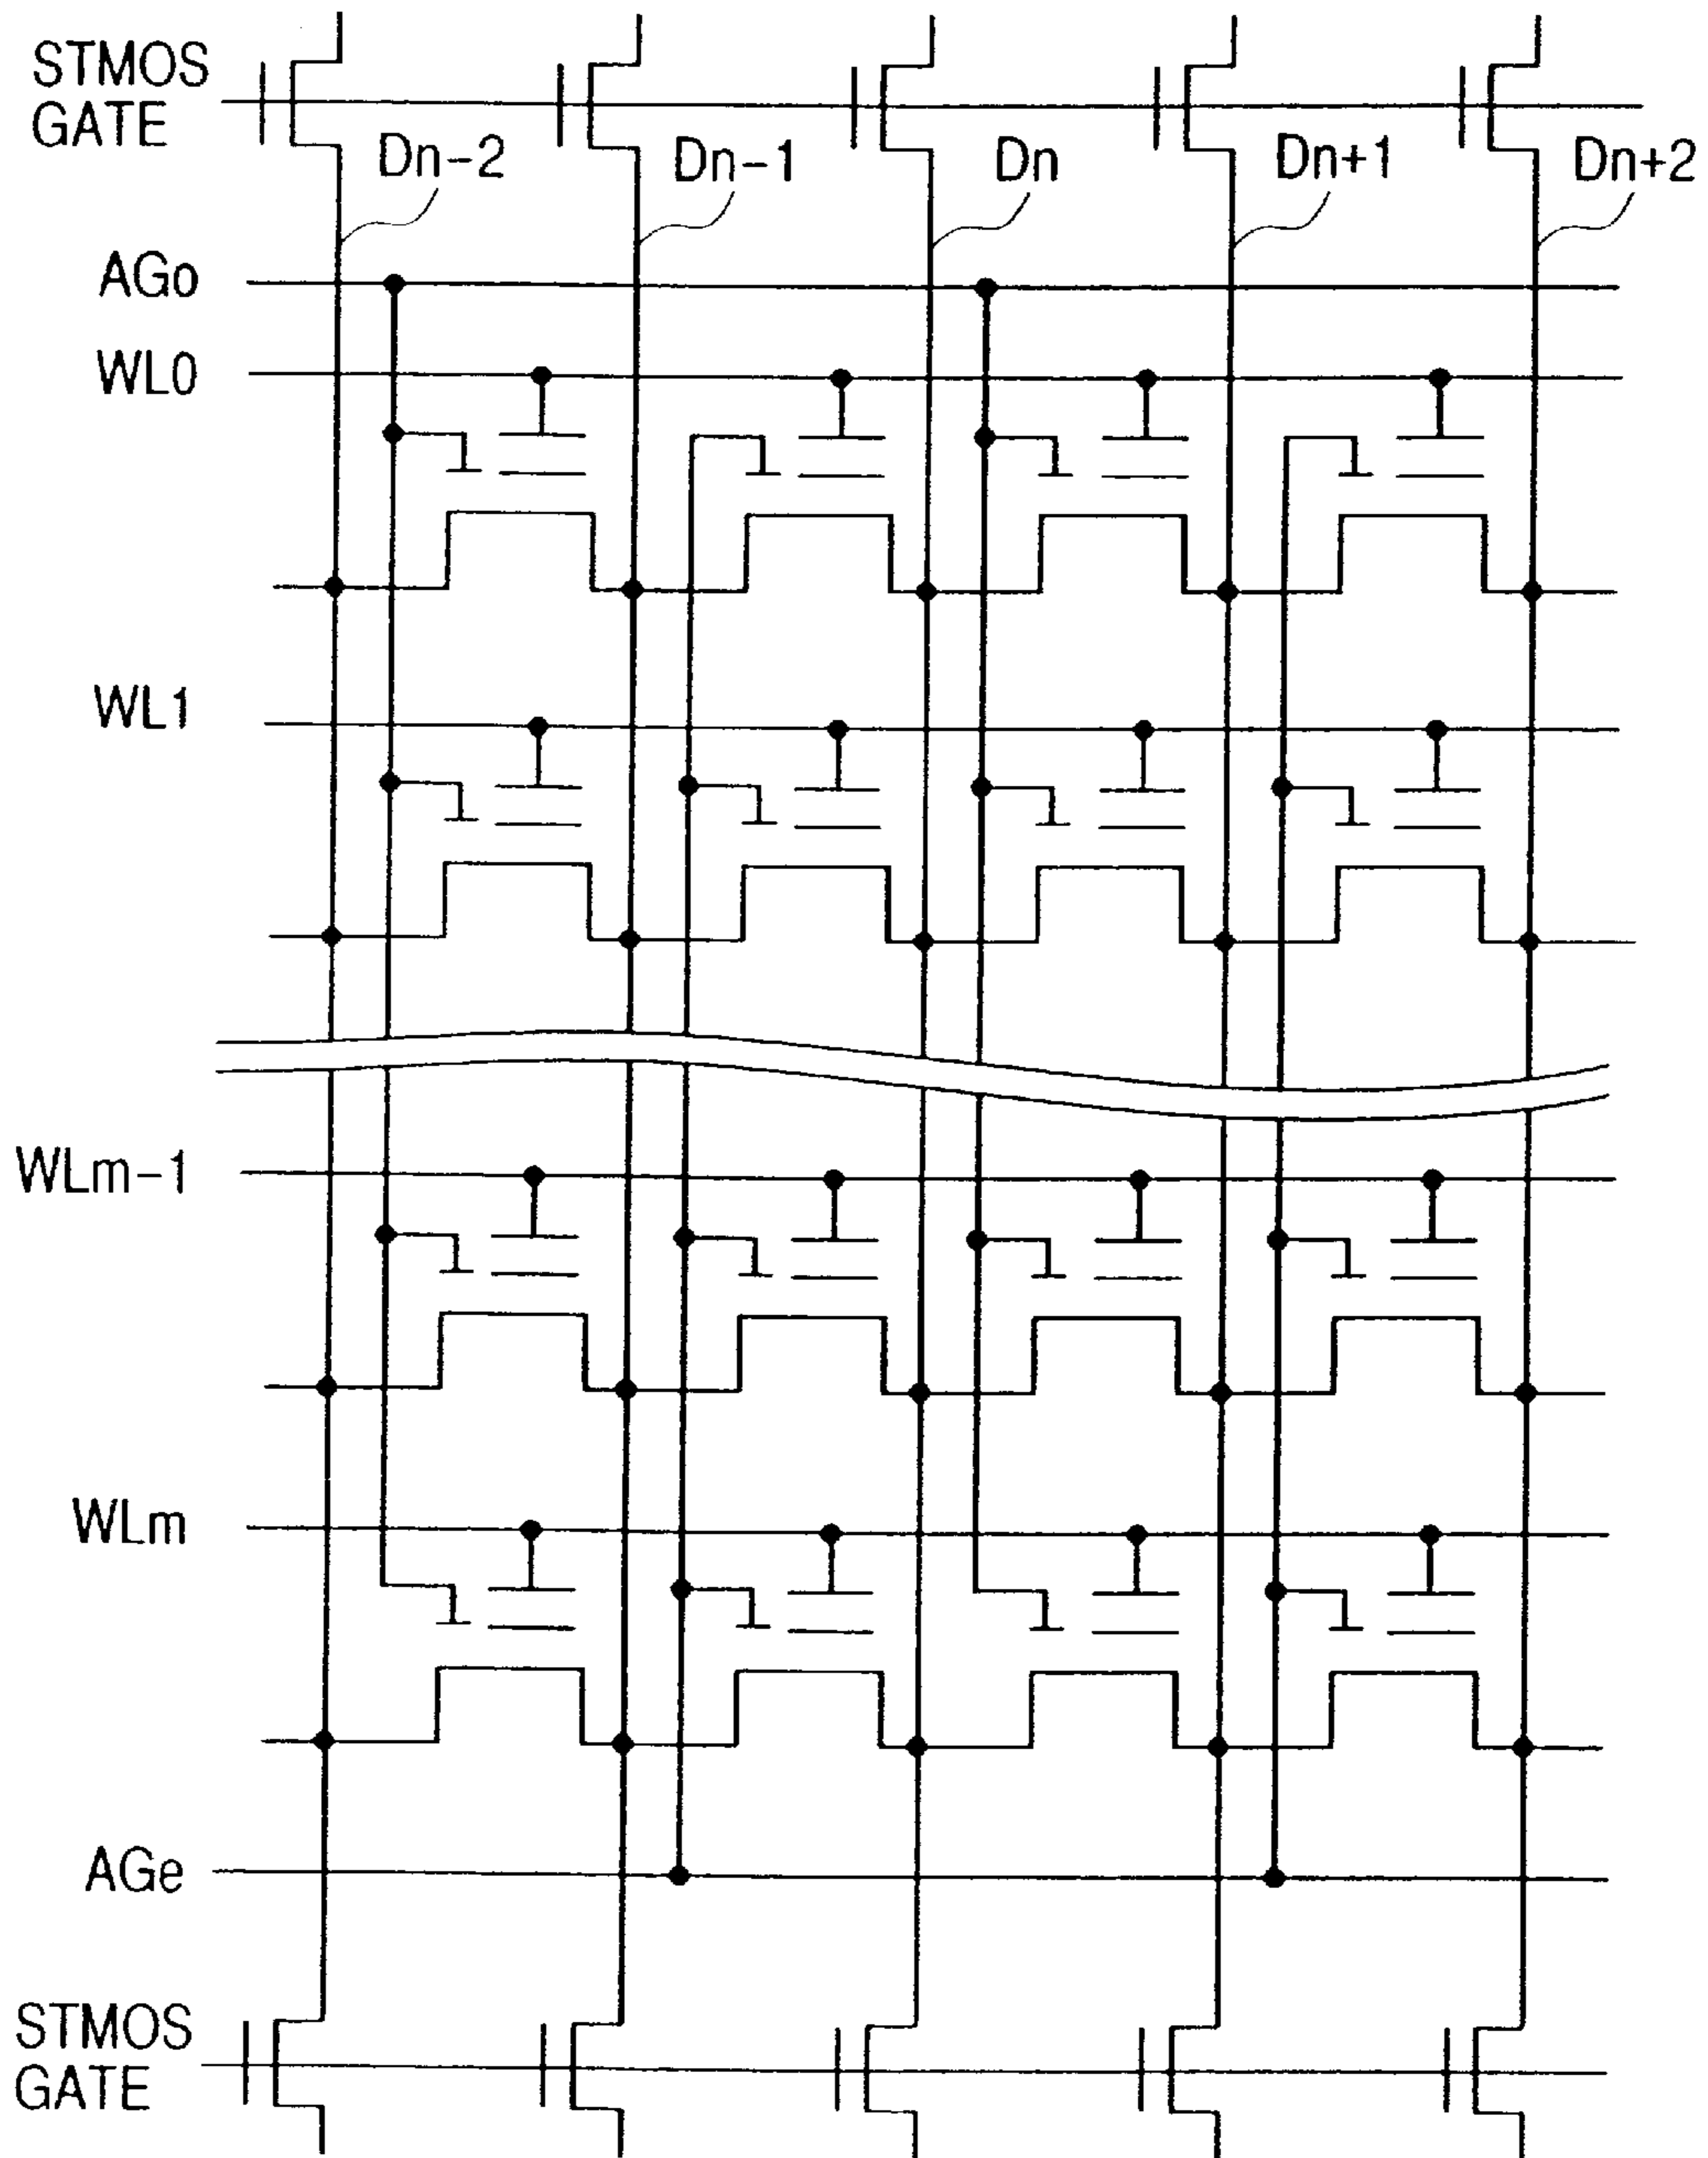 STMOS
GATE
Dn-2
Dn-1
Dn
Dn+1
Dn+2
AGo
WL0
WL1
WLm-1
WLm
AGe
STMOS
GATE